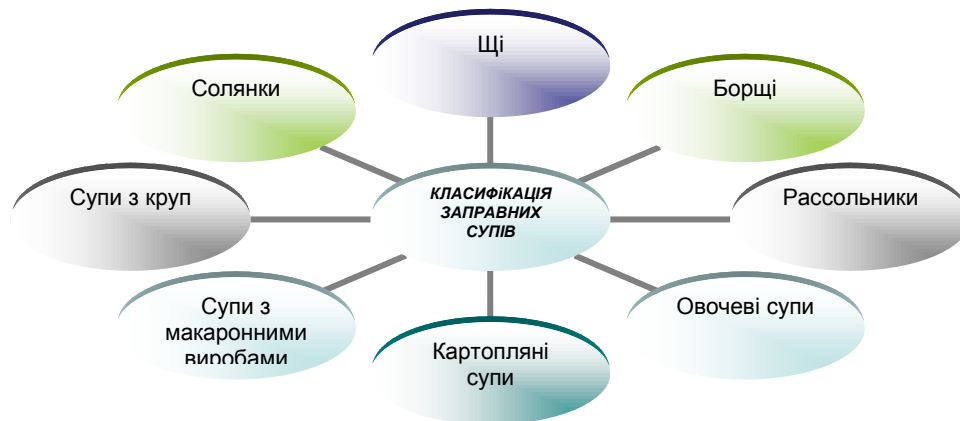 Щі
Солянки
Борщі
КЛАСИФіКАЦІЯ
ЗАПРАВНИХ
СУПІВ
Супи з круп
Рассольники
Супи з
макаронними
виробами
Овочеві супи
Картопляні
супи